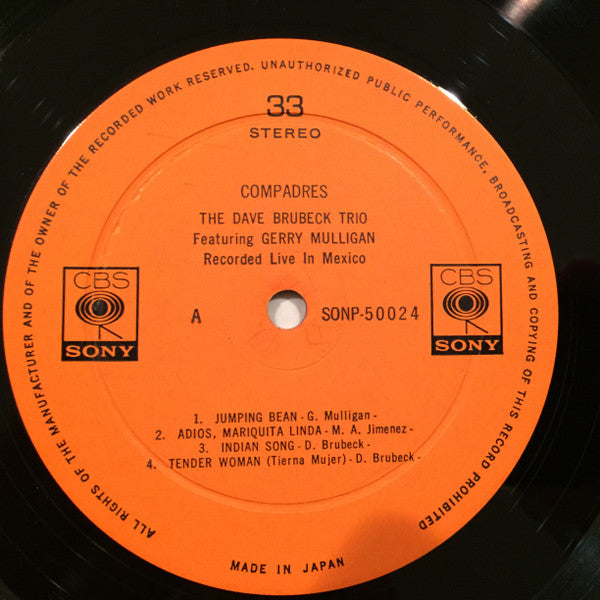 ALL RIGHTS OF THE MANUFACTURER AND OF THE OWNER OF THE RECORDED WORK RESERVED. UNAUTHORIZED PUBLIC PERFORMANCE, BROADCASTING AND COPYING OF THIS RECORD PROHIBITED
33
STEREO
COMPADRES
THE DAVE BRUBECK TRIO
Featuring GERRY MULLIGAN
Recorded Live In Mexico
CBS
SONY
A
SONP-50024
CBS
SONY
1. JUMPING BEAN - G. Mulligan -
2. ADIOS, MARIQUITA LINDA - M. A. Jimenez -
3. INDIAN SONG - D. Brubeck -
4. TENDER WOMAN (Tierna Mujer) - D. Brubeck -
MADE IN JAPAN